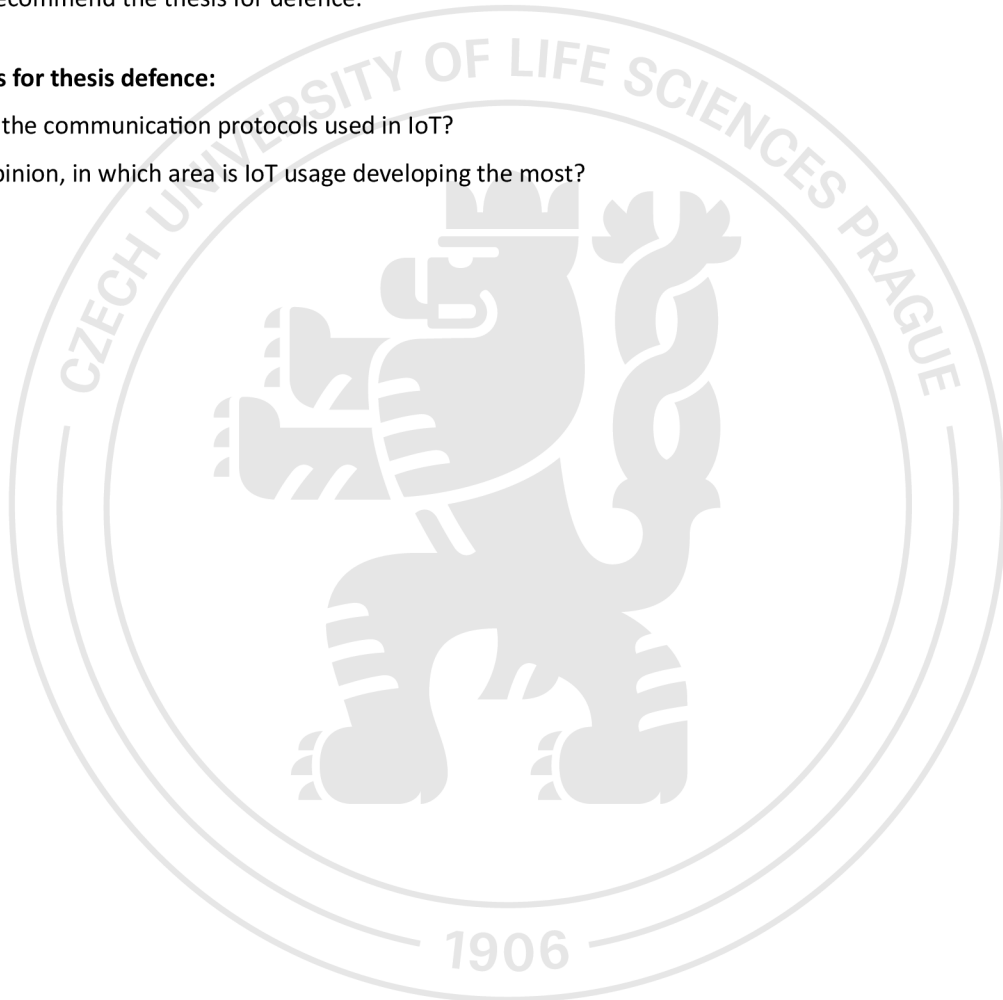 ecommend the thesis for defence.
s for thesis defence:
the communication protocols used in IoT?
pinion, in which area is IoT usage developing the most?
CZECH UNIVERSITY OF LIFE SCIENCES PRAGUE
1906